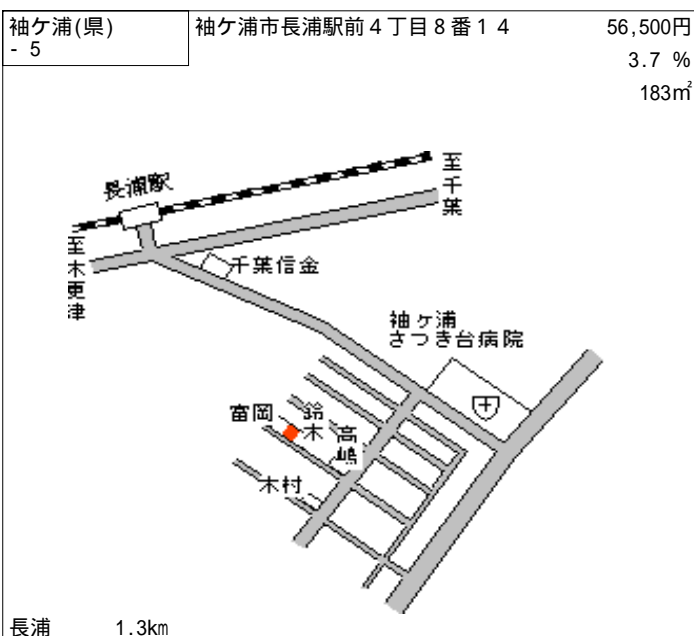 袖ケ浦(県)
- 5
袖ケ浦市長浦駅前４丁目８番１４
56,500円
3.7 %
183㎡
長浦駅
至千葉
至木更津
千葉信金
袖ヶ浦
さつき台病院
富岡
鈴木
高嶋
木村
長浦 1.3km